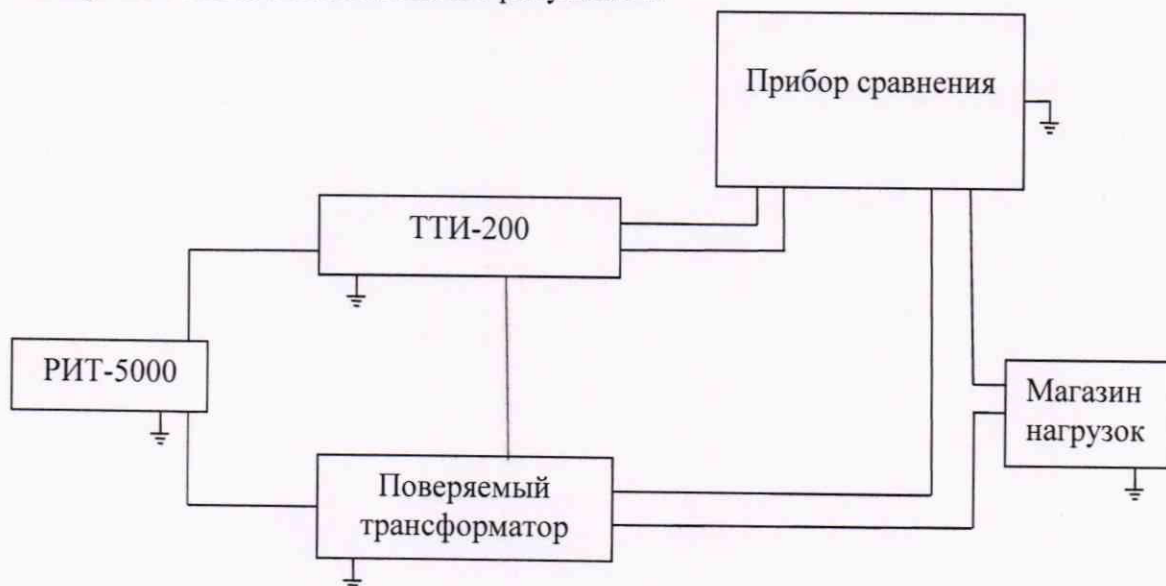 Прибор сравнения
ТТИ-200
РИТ-5000
Магазин
нагрузок
Поверяемый
трансформатор